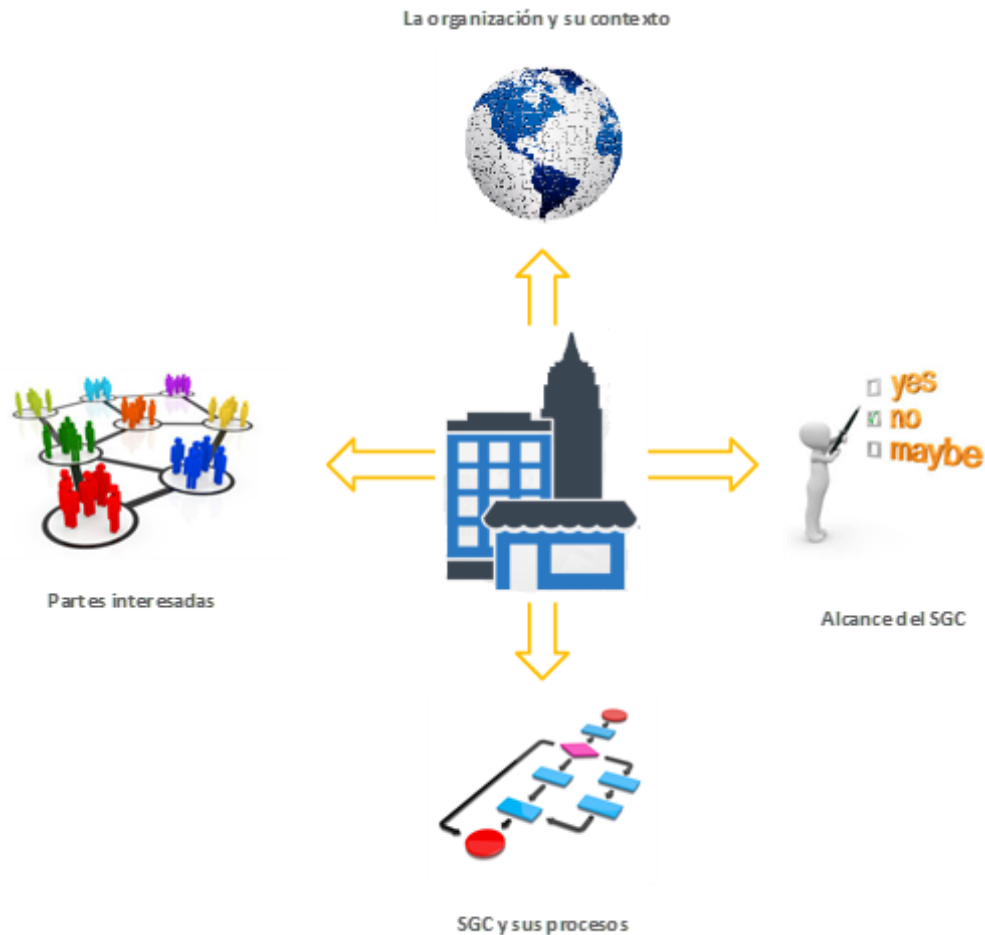 La organización y su contexto
yes
no
maybe
Partes interesadas
Alcance del SGC
SGC y sus procesos